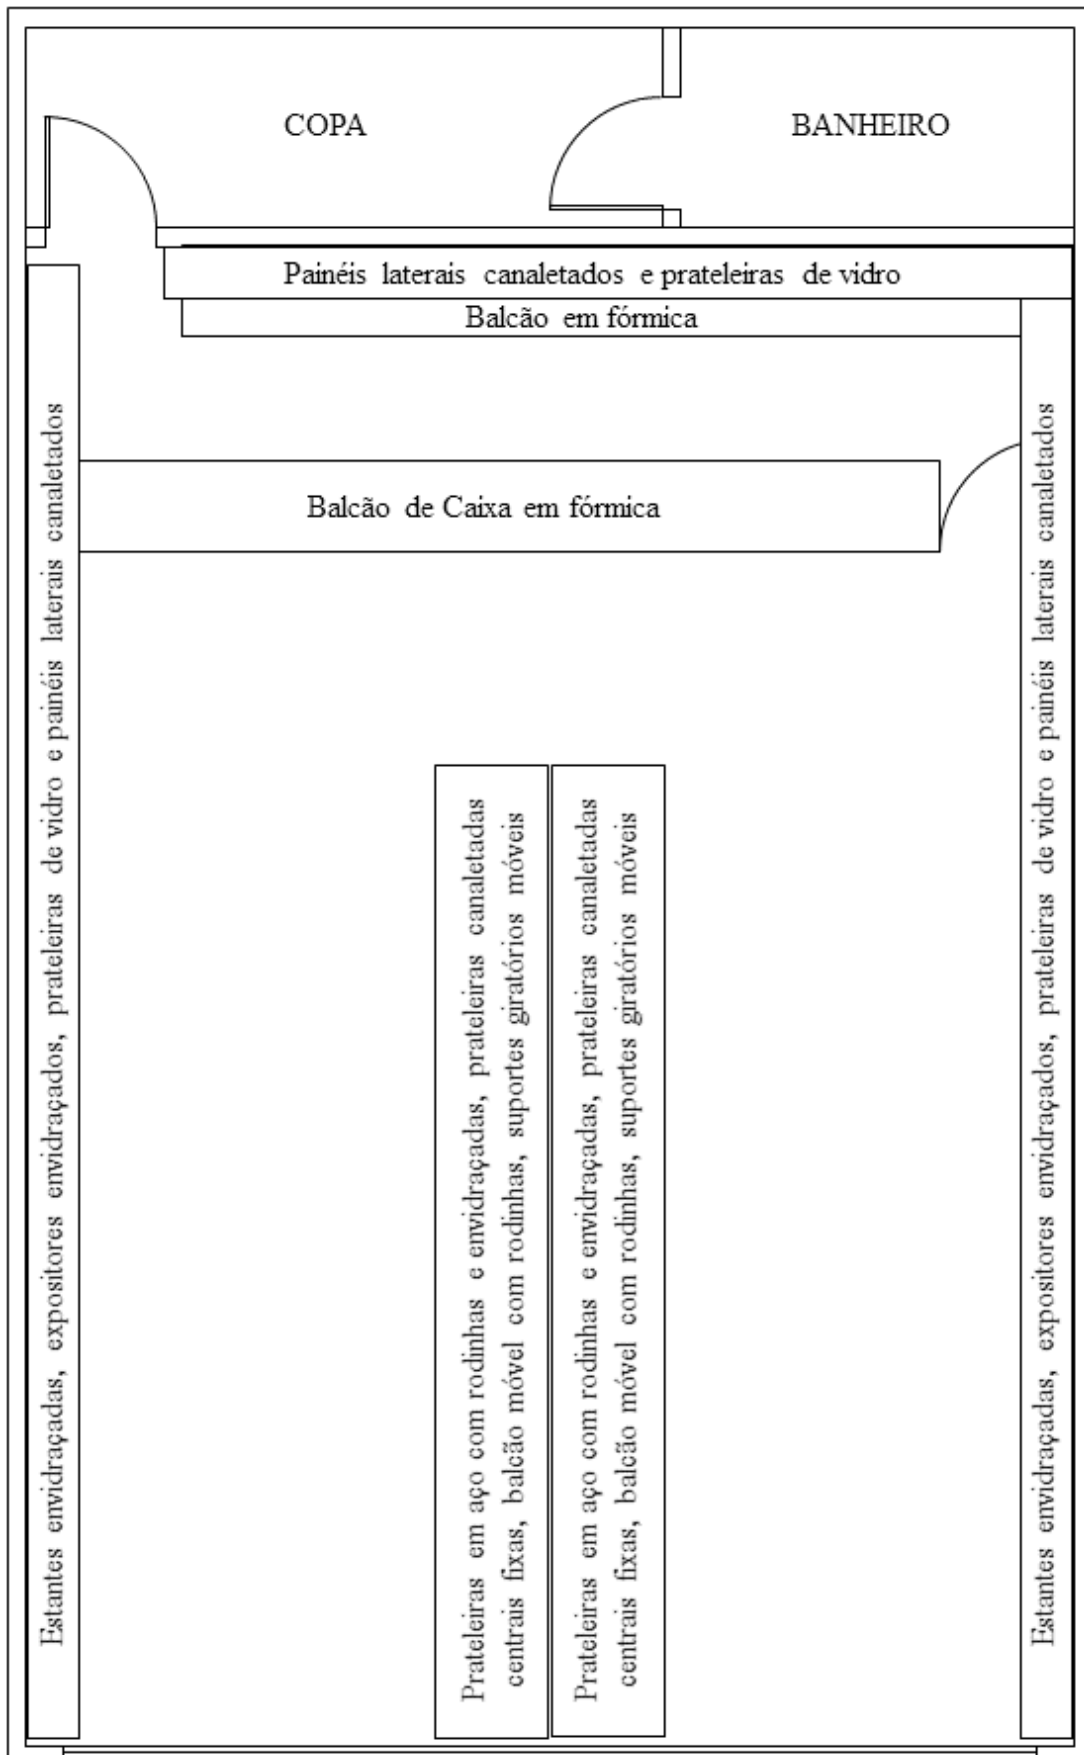 COPA
BANHEIRO
Painéis laterais canaletados e prateleiras de vidro
Balcão em fórmica
Balcão de Caixa em fórmica
Estantes envidraçadas, expositores envidraçados, prateleiras de vidro e painéis laterais canaletados
Prateleiras em aço com rodinhas e envidraçadas, prateleiras canaletadas
centrais fixas, balcão móvel com rodinhas, suportes giratórios móveis
Prateleiras em aço com rodinhas e envidraçadas, prateleiras canaletadas
centrais fixas, balcão móvel com rodinhas, suportes giratórios móveis
Estantes envidraçadas, expositores envidraçados, prateleiras de vidro e painéis laterais canaletados